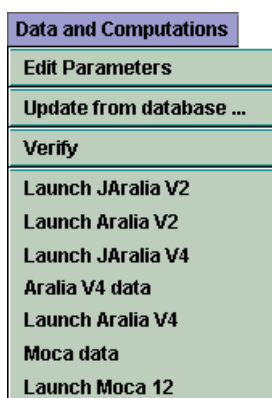 Data and Computations
Edit Parameters
Update from database ...
Verify
Launch JAralia V2
Launch Aralia V2
Launch JAralia V4
Aralia V4 data
Launch Aralia V4
Moca data
Launch Moca 12